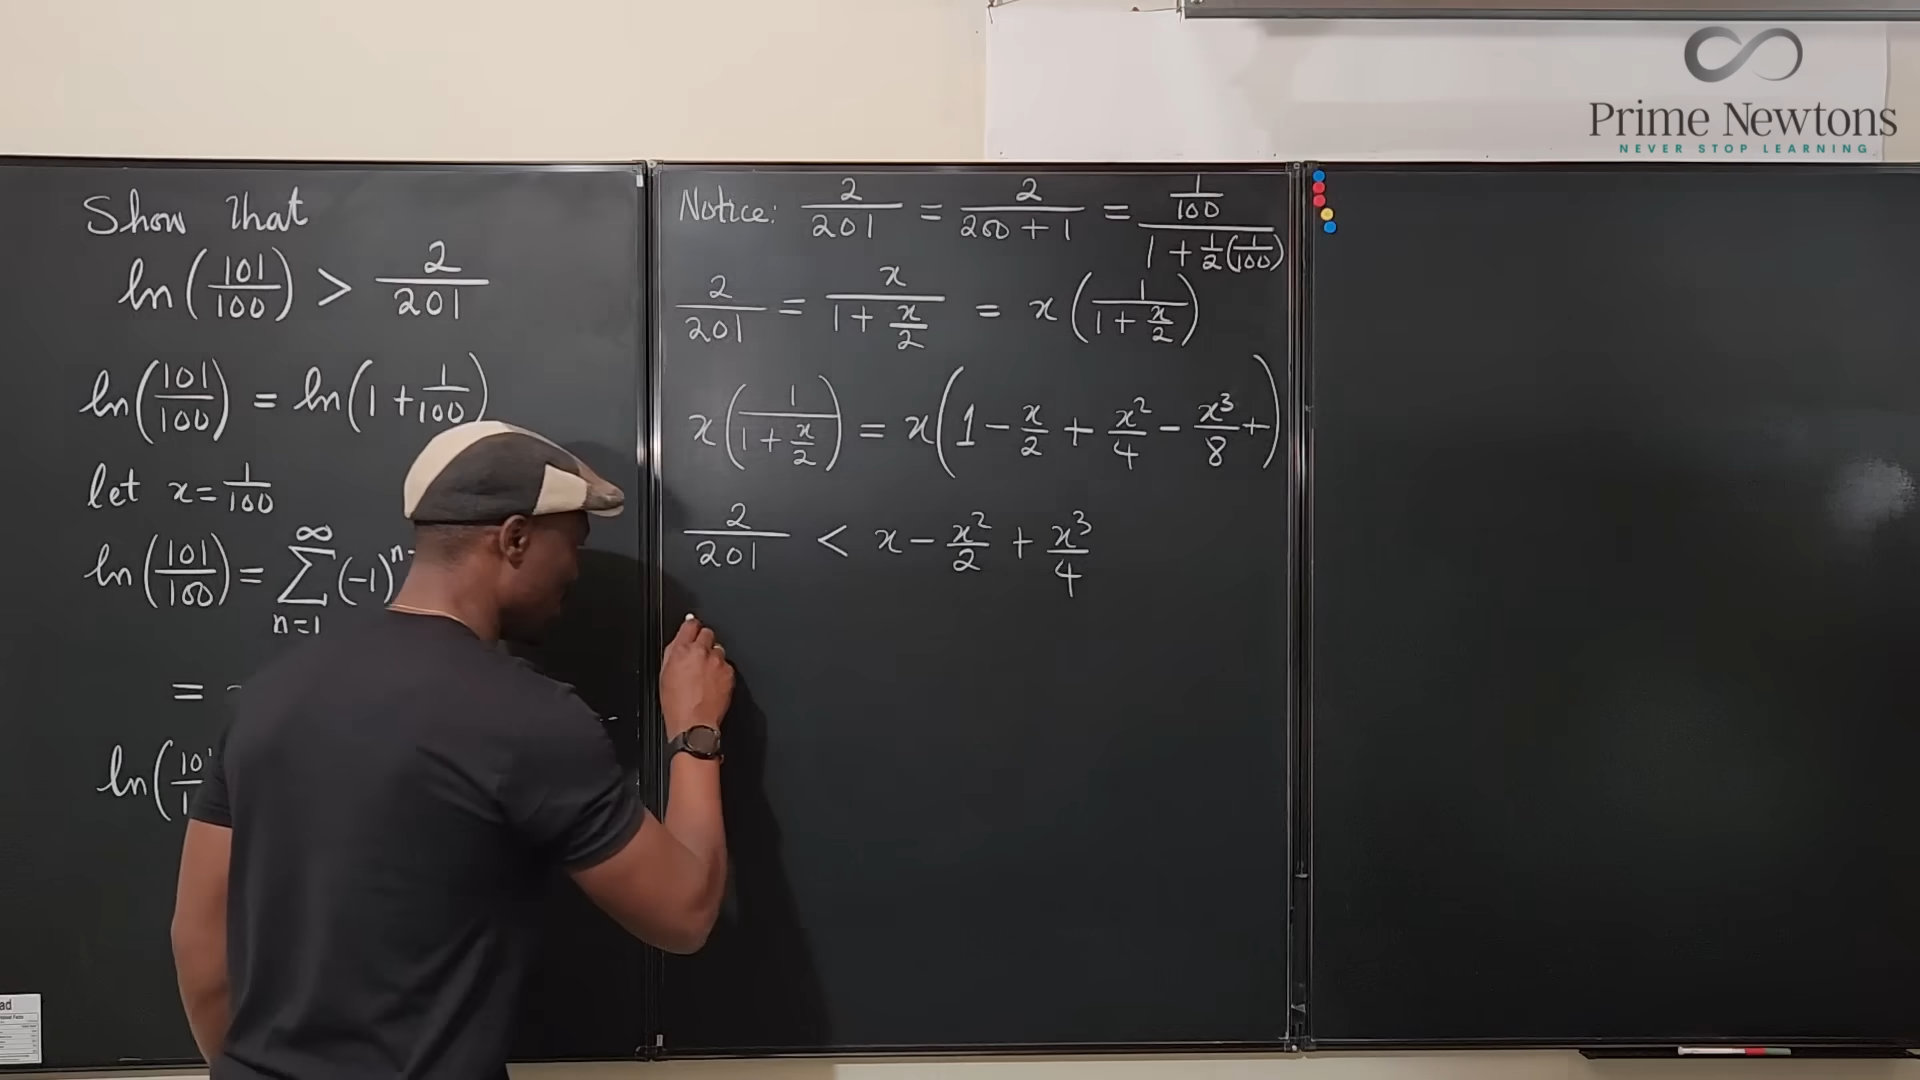 Prime Newtons
NEVER STOP LEARNING
Show that
ln(101/100) > 2/201
ln(101/100) = ln(1 + 1/100)
let x = 1/100
ln(101/100) = ∑ n=1 ∞ (-1)^n-
=
ln(10
Notice: 2/201 = 2/(200 + 1) = (1/100)/(1 + 1/2(1/100))
2/201 = x/(1 + x/2) = x(1/(1 + x/2))
x(1/(1 + x/2)) = x(1 - x/2 + x²/4 - x³/8 +)
2/201 < x - x²/2 + x³/4
ad